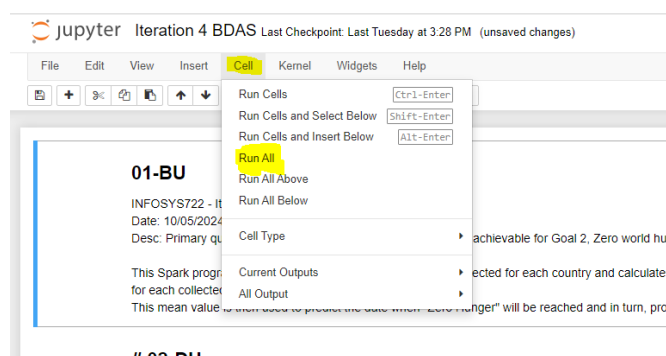 jupyter Iteration 4 BDAS Last Checkpoint: Last Tuesday at 3:28 PM (unsaved changes)
File Edit View Insert Cell Kernel Widgets Help
Run Cells Ctrl-Enter
Run Cells and Select Below Shift-Enter
Run Cells and Insert Below Alt-Enter
Run All
Run All Above
Run All Below
Cell Type
Current Outputs
All Output
01-BU
INFOSYS722 - It
Date: 10/05/2024
Desc: Primary qu achievable for Goal 2, Zero world hu
This Spark progra ected for each country and calculate
for each collected
This mean value is then used to predict the date when "Zero Hunger" will be reached and in turn, pro
# 02-DU